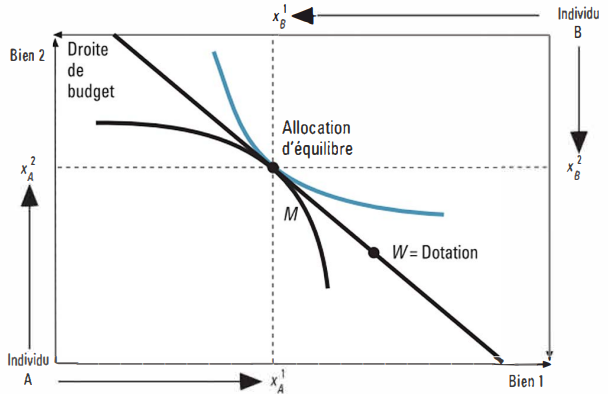 x_B^1
Individu
B
Bien 2
Droite
de
budget
Allocation
d'équilibre
x_A^2
x_B^2
M
W = Dotation
Individu
A
x_A^1
Bien 1